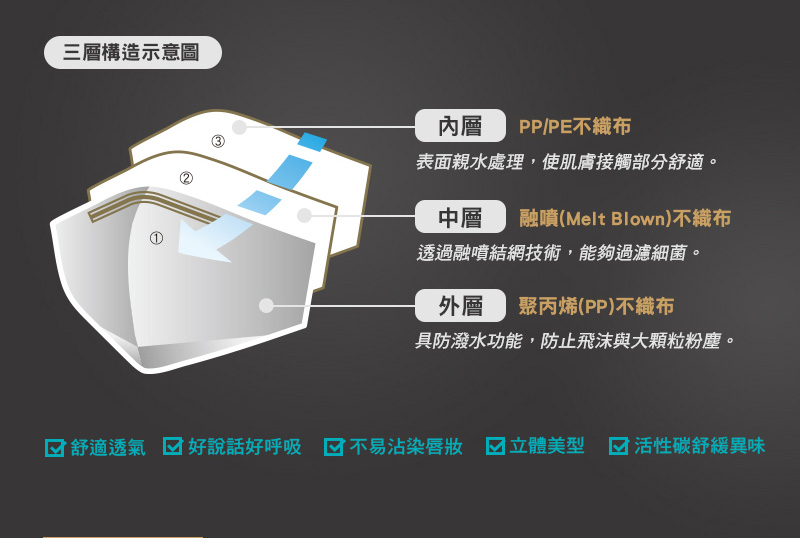 三層構造示意圖
③
內層 PP/PE不織布
表面親水處理，使肌膚接觸部分舒適。
②
中層 融噴(Melt Blown)不織布
透過融噴結網技術，能夠過濾細菌。
①
外層 聚丙烯(PP)不織布
具防潑水功能，防止飛沫與大顆粒粉塵。
舒適透氣 好說話好呼吸 不易沾染唇妝 立體美型 活性碳舒緩異味